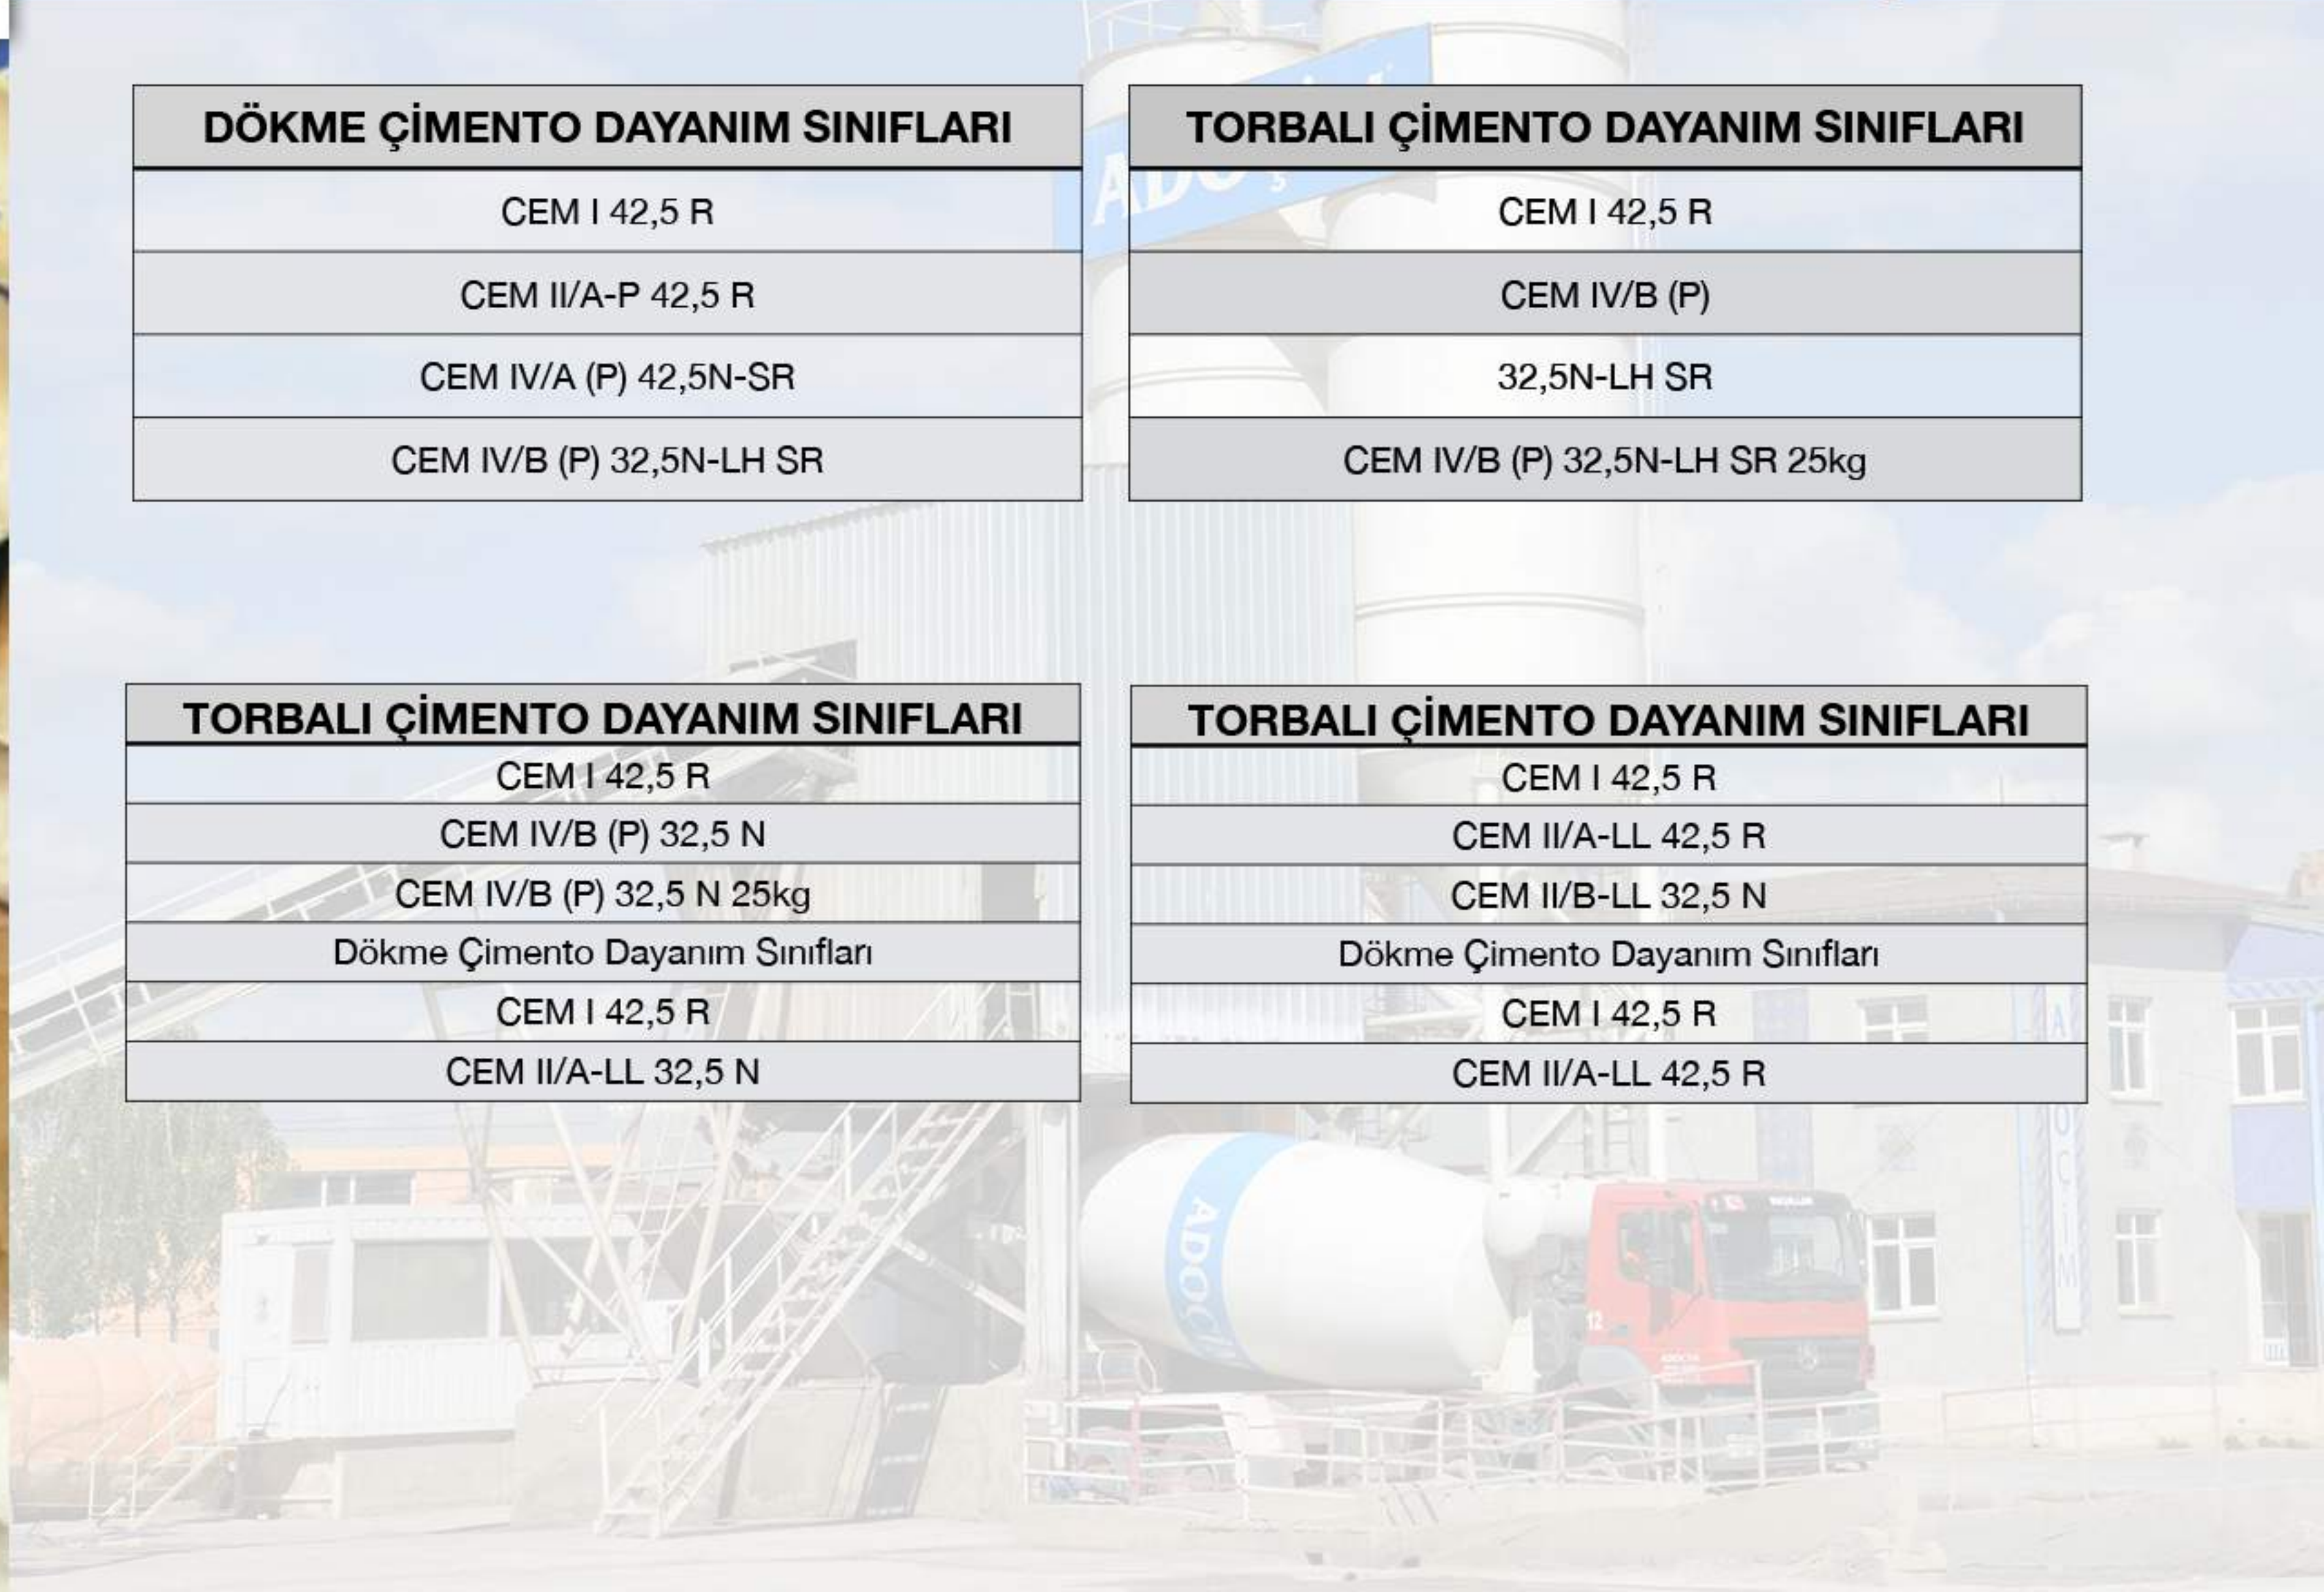 DÖKME ÇİMENTO DAYANIM SINIFLARI
CEM I 42,5 R
CEM II/A-P 42,5 R
CEM IV/A (P) 42,5N-SR
CEM IV/B (P) 32,5N-LH SR
TORBALI ÇİMENTO DAYANIM SINIFLARI
CEM I 42,5 R
CEM IV/B (P)
32,5N-LH SR
CEM IV/B (P) 32,5N-LH SR 25kg
TORBALI ÇİMENTO DAYANIM SINIFLARI
CEM I 42,5 R
CEM IV/B (P) 32,5 N
CEM IV/B (P) 32,5 N 25kg
Dökme Çimento Dayanım Sınıfları
CEM I 42,5 R
CEM II/A-LL 32,5 N
TORBALI ÇİMENTO DAYANIM SINIFLARI
CEM I 42,5 R
CEM II/A-LL 42,5 R
CEM II/B-LL 32,5 N
Dökme Çimento Dayanım Sınıfları
CEM I 42,5 R
CEM II/A-LL 42,5 R
ADOÇİM
12